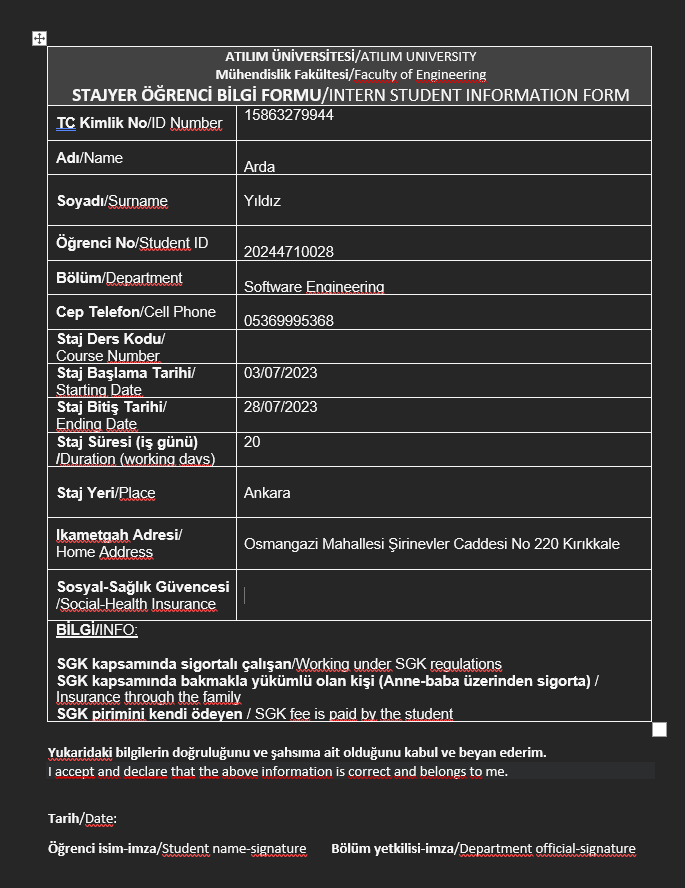 ATILIM ÜNİVERSİTESİ/ATILIM UNIVERSITY
Mühendislik Fakültesi/Faculty of Engineering
STAJYER ÖĞRENCİ BİLGİ FORMU/INTERN STUDENT INFORMATION FORM
TC Kimlik No/ID Number 15863279944
Adı/Name Arda
Soyadı/Surname Yıldız
Öğrenci No/Student ID 20244710028
Bölüm/Department Software Engineering
Cep Telefon/Cell Phone 05369995368
Staj Ders Kodu/
Course Number
Staj Başlama Tarihi/ 03/07/2023
Starting Date
Staj Bitiş Tarihi/ 28/07/2023
Ending Date
Staj Süresi (iş günü) 20
/Duration (working days)
Staj Yeri/Place Ankara
Ikametgah Adresi/
Home Address
Osmangazi Mahallesi Şirinevler Caddesi No 220 Kırıkkale
Sosyal-Sağlık Güvencesi
/Social-Health Insurance
BİLGİ/INFO:
SGK kapsamında sigortalı çalışan/Working under SGK regulations
SGK kapsamında bakmakla yükümlü olan kişi (Anne-baba üzerinden sigorta) /
Insurance through the family
SGK pirimini kendi ödeyen / SGK fee is paid by the student
Yukaridaki bilgilerin doğruluğunu ve şahsıma ait olduğunu kabul ve beyan ederim.
I accept and declare that the above information is correct and belongs to me.
Tarih/Date:
Öğrenci isim-imza/Student name-signature Bölüm yetkilisi-imza/Department official-signature